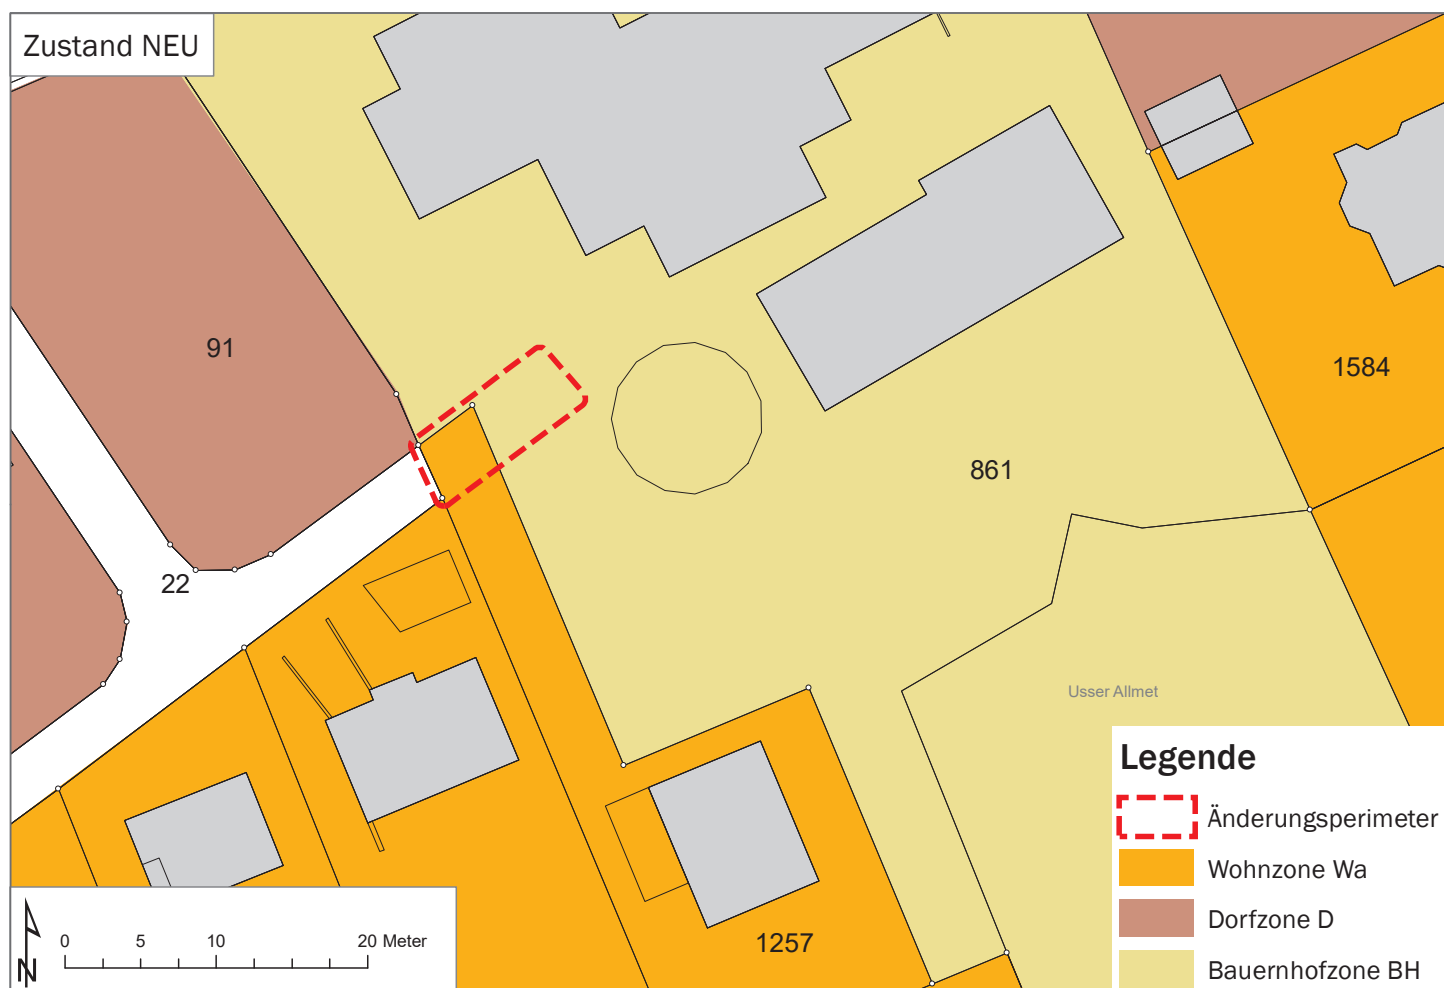 Zustand NEU
91
1584
861
22
Usser Allmet
1257
Legende
Änderungsperimeter
Wohnzone Wa
Dorfzone D
Bauernhofzone BH
N
0 5 10 20 Meter